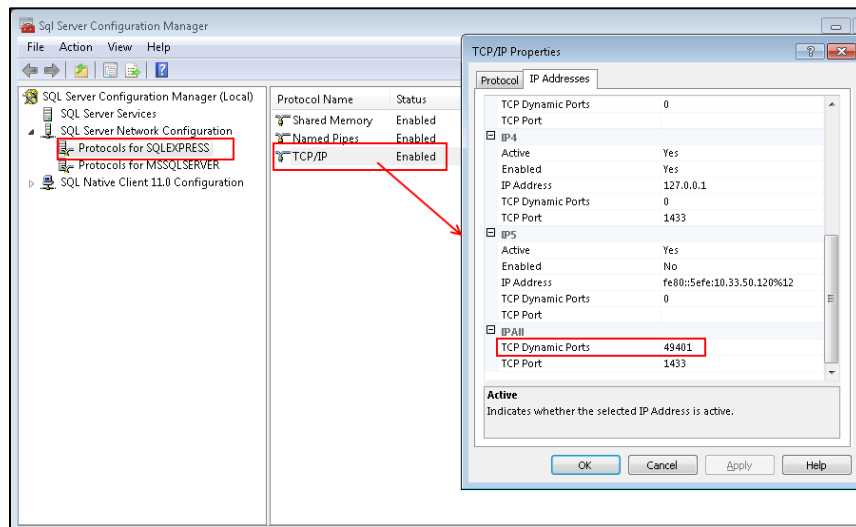 Sql Server Configuration Manager
File Action View Help
SQL Server Configuration Manager (Local)
SQL Server Services
SQL Server Network Configuration
Protocols for SQLEXPRESS
Protocols for MSSQLSERVER
SQL Native Client 11.0 Configuration
Protocol Name Status
Shared Memory Enabled
Named Pipes Enabled
TCP/IP Enabled
TCP/IP Properties
Protocol IP Addresses
TCP Dynamic Ports 0
TCP Port
IP4
Active Yes
Enabled Yes
IP Address 127.0.0.1
TCP Dynamic Ports 0
TCP Port 1433
IP5
Active Yes
Enabled No
IP Address fe80::5efe:10.33.50.120%12
TCP Dynamic Ports 0
TCP Port
IPAll
TCP Dynamic Ports 49401
TCP Port 1433
Active
Indicates whether the selected IP Address is active.
OK Cancel Apply Help